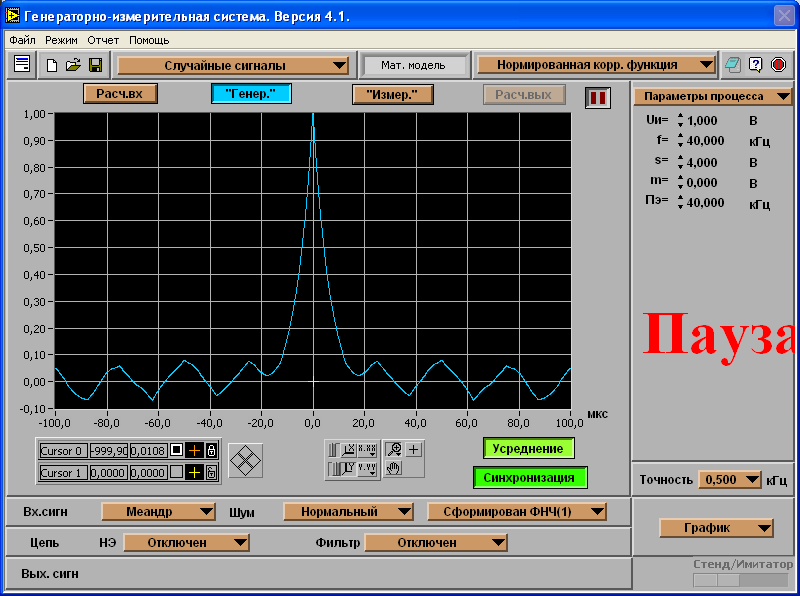 Генераторно-измерительная система. Версия 4.1.
Файл Режим Отчет Помощь
Случайные сигналы Мат. модель Нормированная корр. функция
Расч.вх "Генер." "Измер." Расч.вых Параметры процесса
1,00
0,90
0,80
0,70
0,60
0,50
0,40
0,30
0,20
0,10
0,00
-0,10
-100,0 -80,0 -60,0 -40,0 -20,0 0,0 20,0 40,0 60,0 80,0 100,0 мкс
Uи= 1,000 В
f= 40,000 кГц
s= 4,000 В
m= 0,000 В
Пэ= 40,000 кГц
Пауза
Cursor 0 -999,90 0,0108
Cursor 1 0,0000 0,0000
X X.XX
Y Y.YY
Усреднение
Синхронизация
Точность 0,500 кГц
Вх.сигн Меандр Шум Нормальный Сформирован ФНЧ(1)
График
Цепь НЭ Отключен Фильтр Отключен
Стенд/Имитатор
Вых. сигн